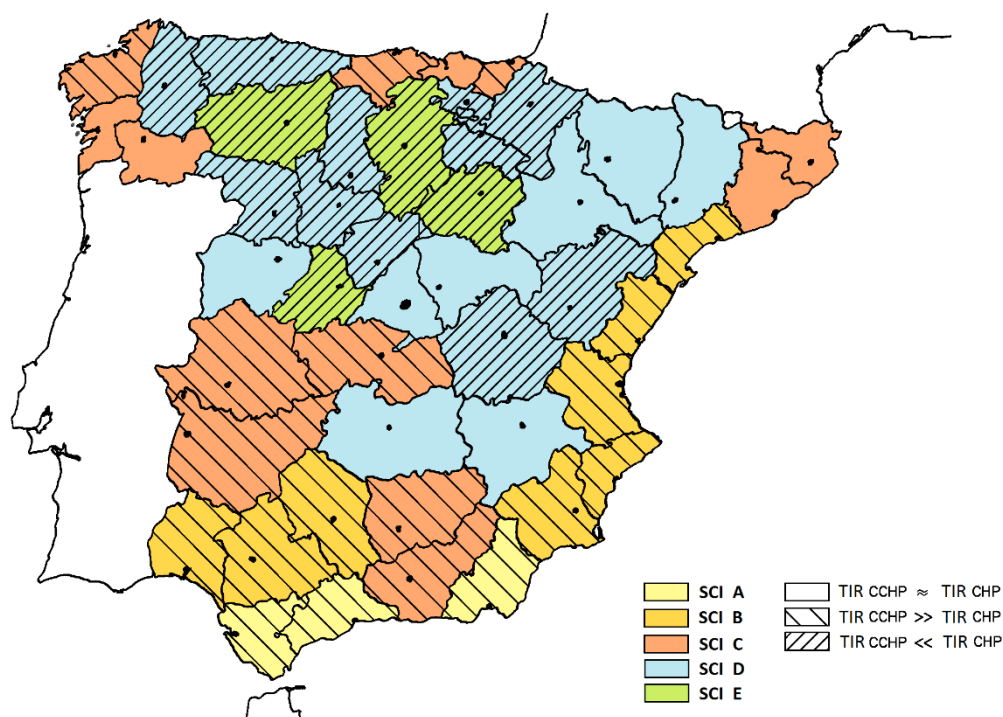 SCI A
TIR CCHP ≈ TIR CHP
SCI B
TIR CCHP >> TIR CHP
SCI C
TIR CCHP << TIR CHP
SCI D
SCI E